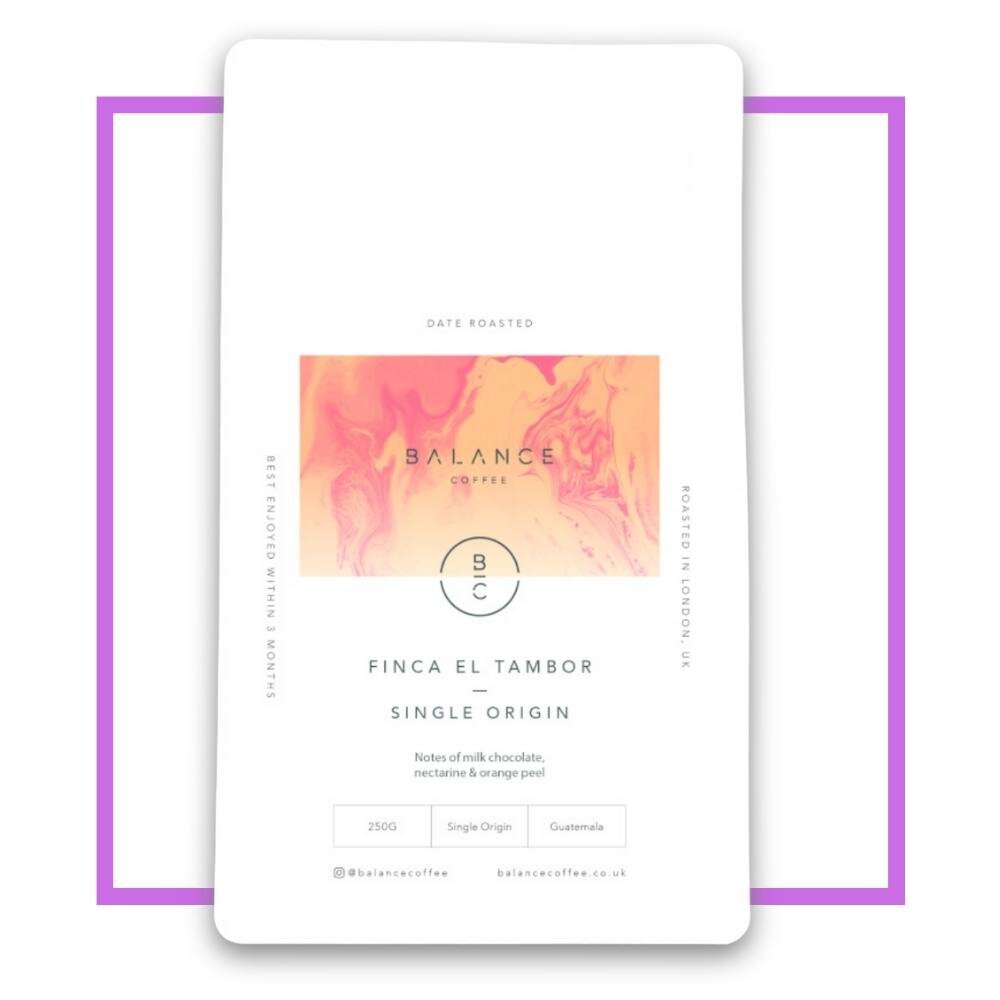 DATE ROASTED
BALANCE
COFFEE
B
C
BEST ENJOYED WITHIN 3 MONTHS
ROASTED IN LONDON, UK
FINCA EL TAMBOR
—
SINGLE ORIGIN
Notes of milk chocolate,
nectarine & orange peel
250G
Single Origin
Guatemala
@balancecoffee
balancecoffee.co.uk